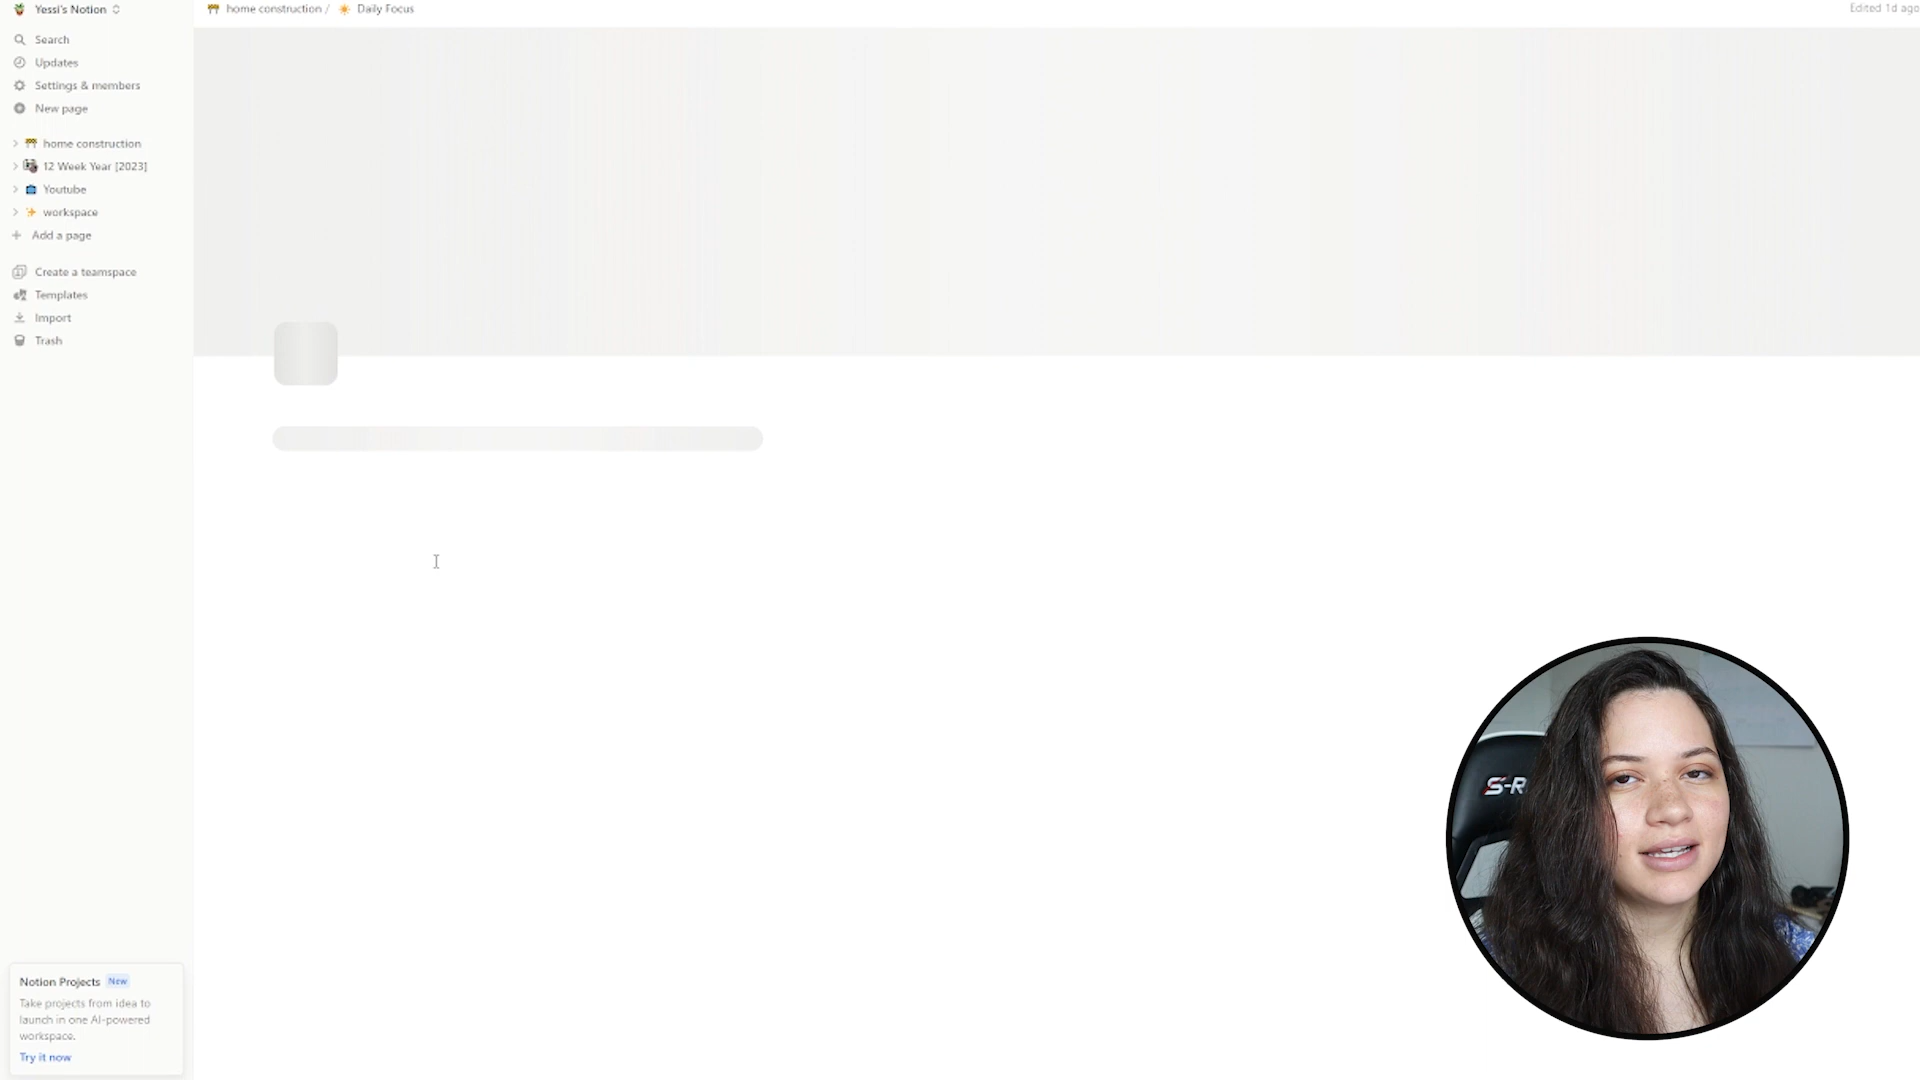 Yessi's Notion
home construction / Daily Focus
Edited 1d ago
Search
Updates
Settings & members
New page
home construction
12 Week Year [2023]
Youtube
workspace
Add a page
Create a teamspace
Templates
Import
Trash
S-R
Notion Projects New
Take projects from idea to
launch in one AI-powered
workspace.
Try it now